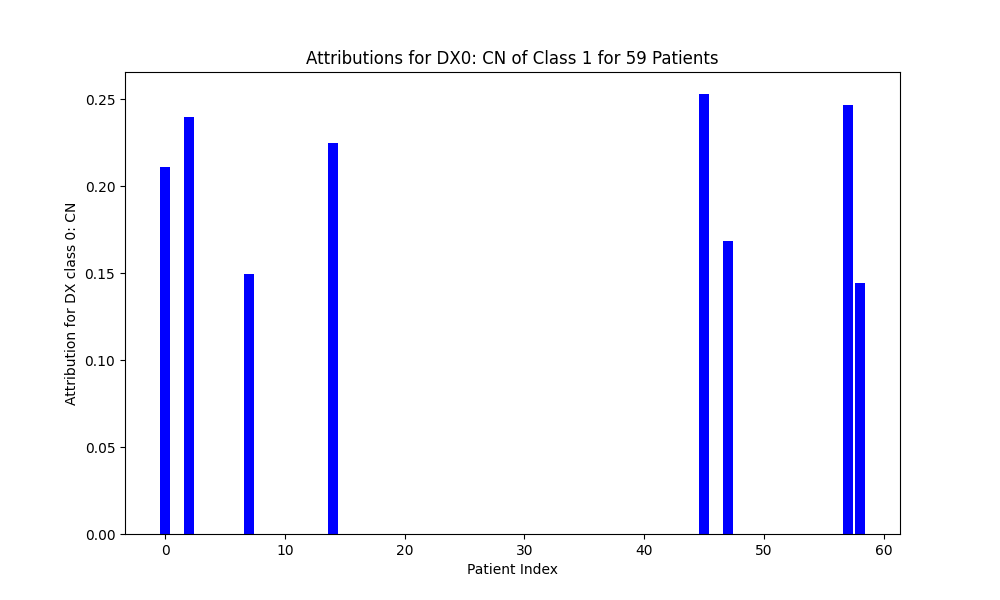 Attributions for DX0: CN of Class 1 for 59 Patients
Attribution for DX class 0: CN
0.25
0.20
0.15
0.10
0.05
0.00
0 10 20 30 40 50 60
Patient Index